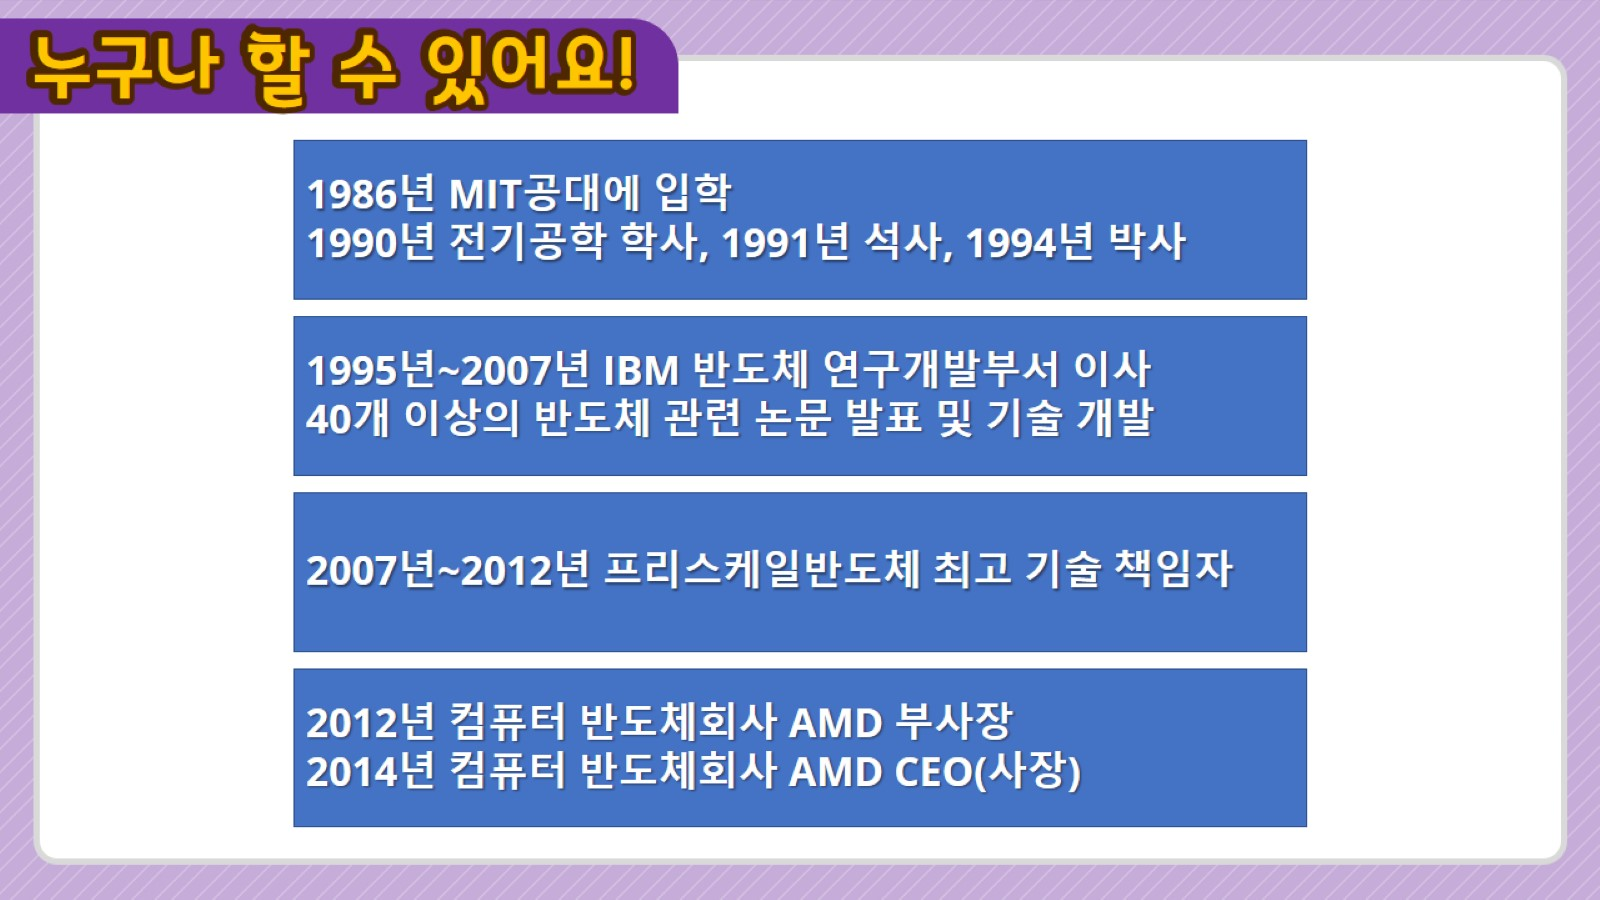 누구나 할 수 있어요!
1986년 MIT공대에 입학
1990년 전기공학 학사, 1991년 석사, 1994년 박사
1995년~2007년 IBM 반도체 연구개발부서 이사
40개 이상의 반도체 관련 논문 발표 및 기술 개발
2007년~2012년 프리스케일반도체 최고 기술 책임자
2012년 컴퓨터 반도체회사 AMD 부사장
2014년 컴퓨터 반도체회사 AMD CEO(사장)